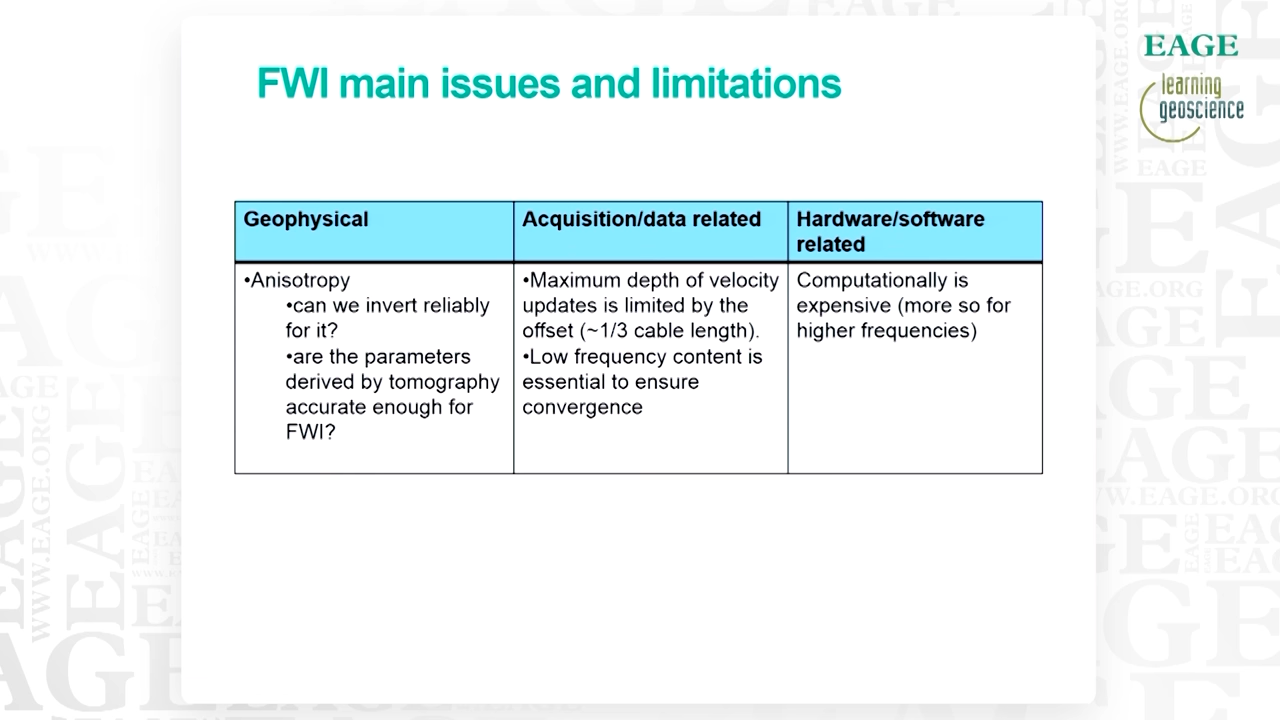 FWI main issues and limitations
EAGE
learning
geoscience
Geophysical
Acquisition/data related
Hardware/software
related
•Anisotropy
•can we invert reliably
for it?
•are the parameters
derived by tomography
accurate enough for
FWI?
•Maximum depth of velocity
updates is limited by the
offset (~1/3 cable length).
•Low frequency content is
essential to ensure
convergence
Computationally is
expensive (more so for
higher frequencies)